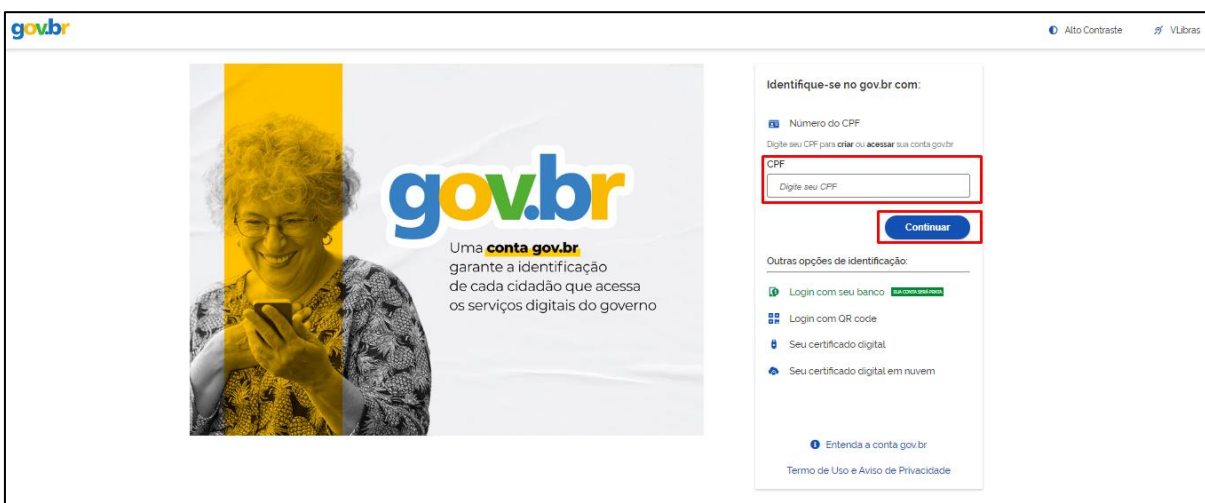 gov.br
Alto Contraste
VLibras
gov.br
Uma conta gov.br
garante a identificação
de cada cidadão que acessa
os serviços digitais do governo
Identifique-se no gov.br com:
Número do CPF
Digite seu CPF para criar ou acessar sua conta gov.br
CPF
Digite seu CPF
Continuar
Outras opções de identificação:
Login com seu banco SUA CONTA SERÁ PRATA
Login com QR code
Seu certificado digital
Seu certificado digital em nuvem
Entenda a conta gov.br
Termo de Uso e Aviso de Privacidade